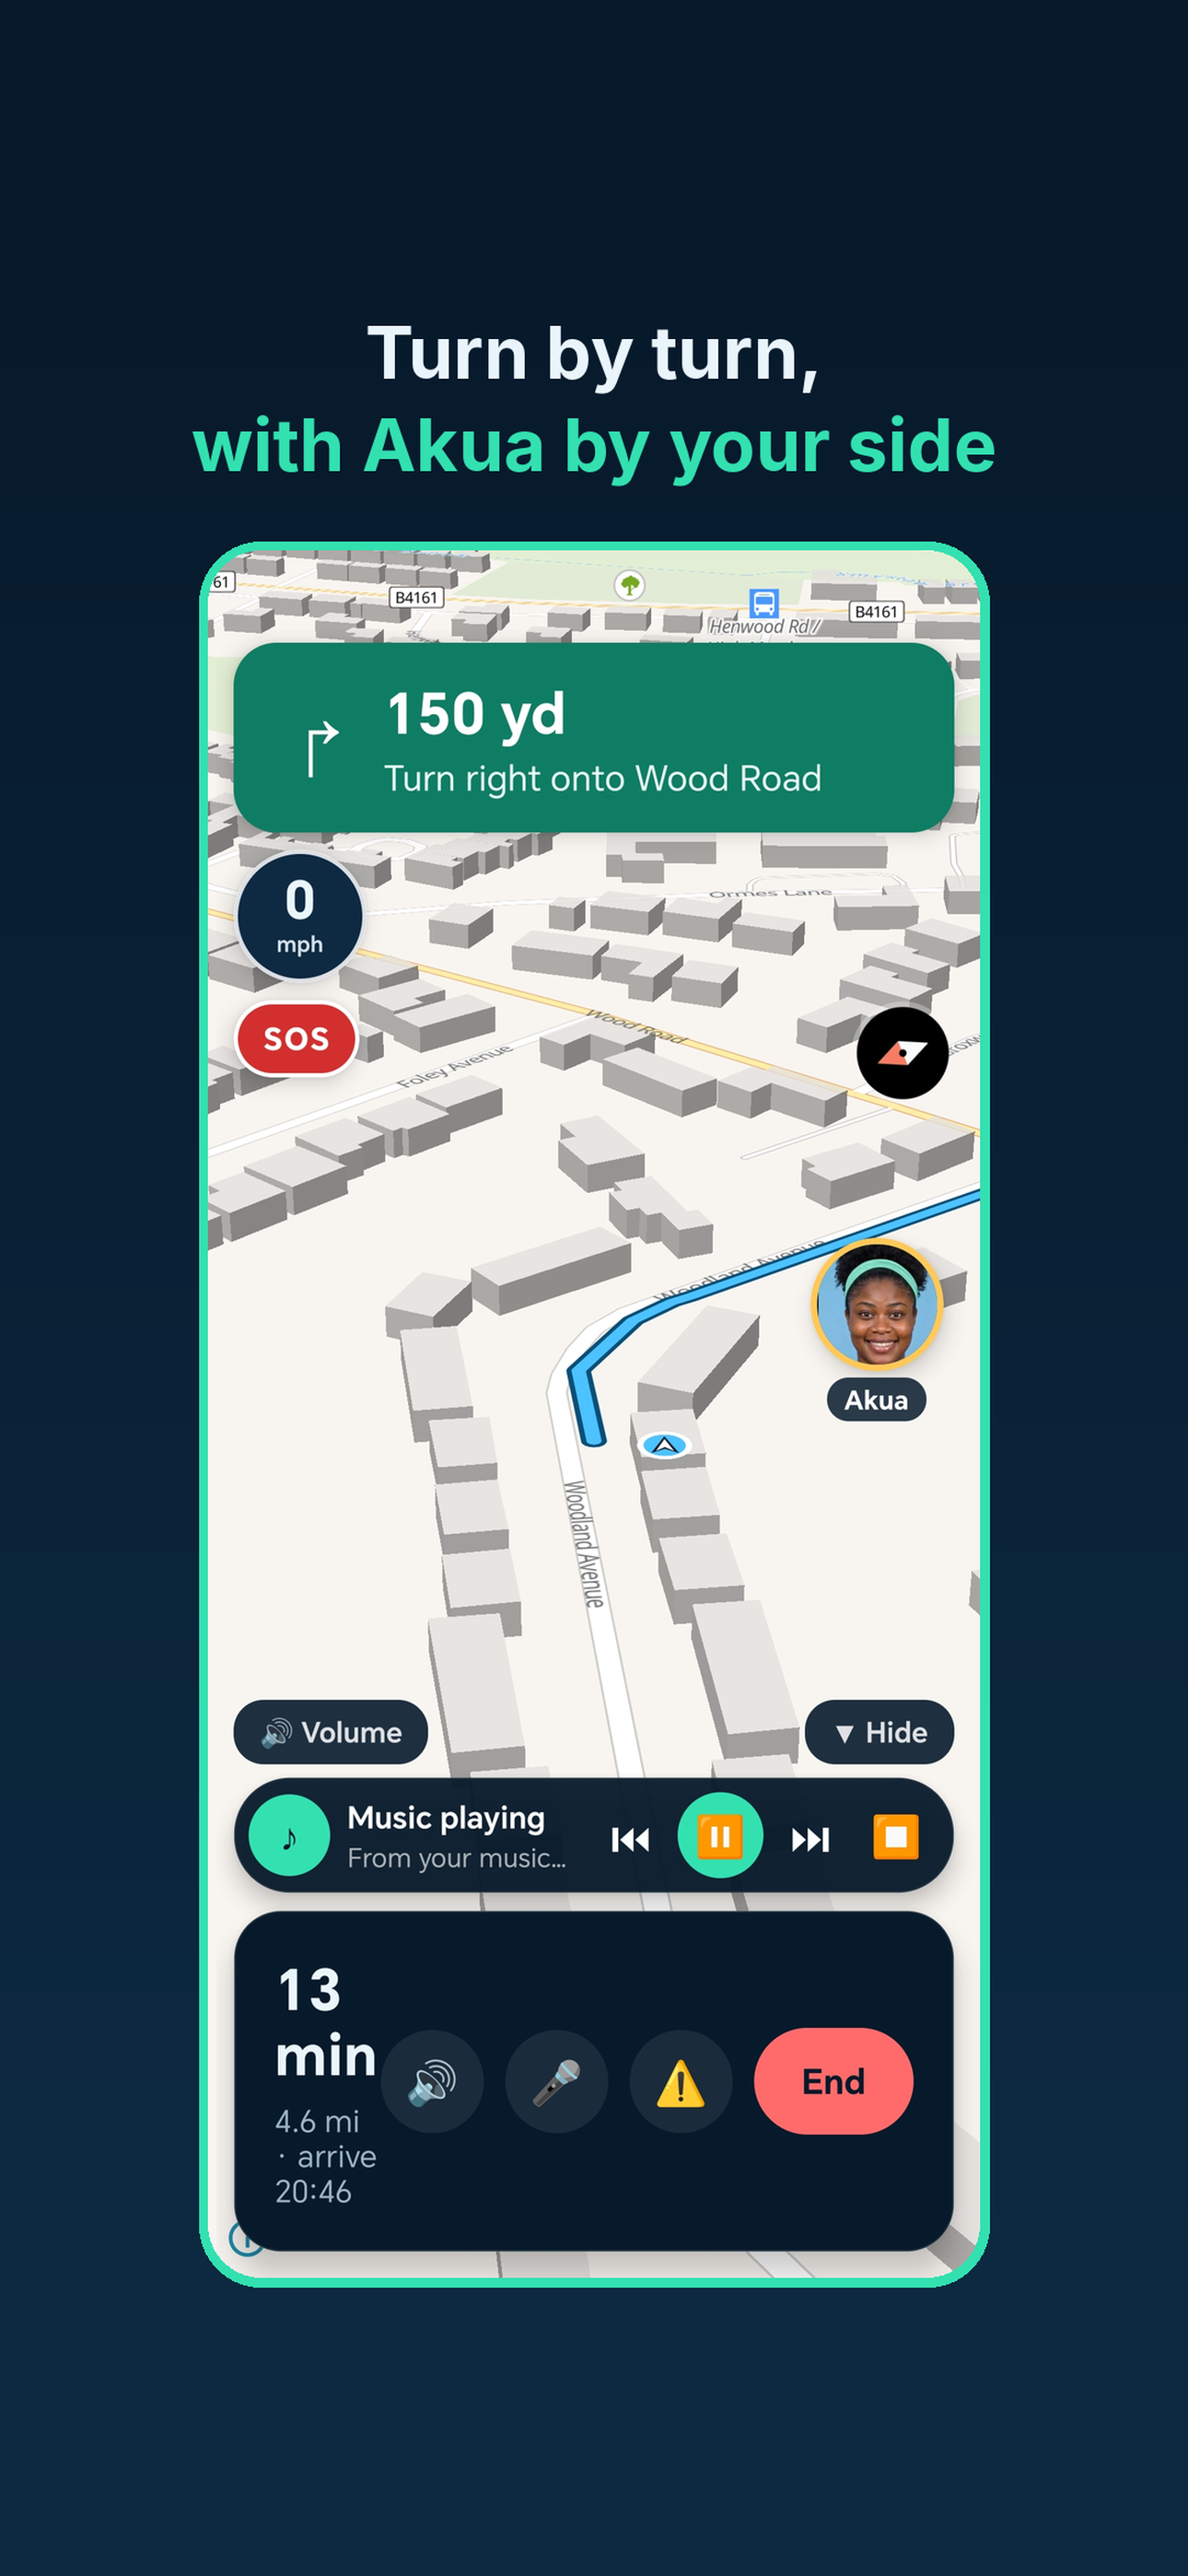 Turn by turn,
with Akua by your side
61
B4161
B4161
Henwood Rd /
150 yd
Turn right onto Wood Road
Ormes Lane
0
mph
Wood Road
SOS
Foley Avenue
Woodland Avenue
Akua
Woodland Avenue
🔊 Volume
▼ Hide
♪
Music playing
From your music...
13
min
4.6 mi
· arrive
20:46
End